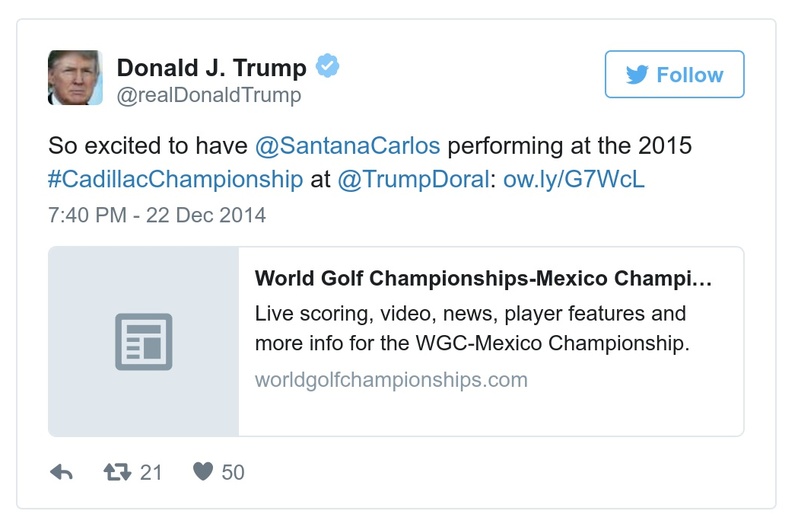 Donald J. Trump
@realDonaldTrump
Follow
So excited to have @SantanaCarlos performing at the 2015
#CadillacChampionship at @TrumpDoral: ow.ly/G7WcL
7:40 PM - 22 Dec 2014
World Golf Championships-Mexico Champi...
Live scoring, video, news, player features and
more info for the WGC-Mexico Championship.
worldgolfchampionships.com
21 50